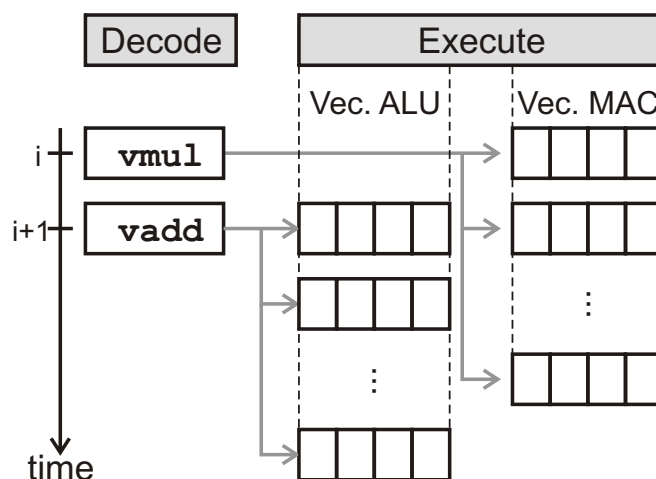 Decode
Execute
Vec. ALU
Vec. MAC
i
vmul
i+1
vadd
...
...
time